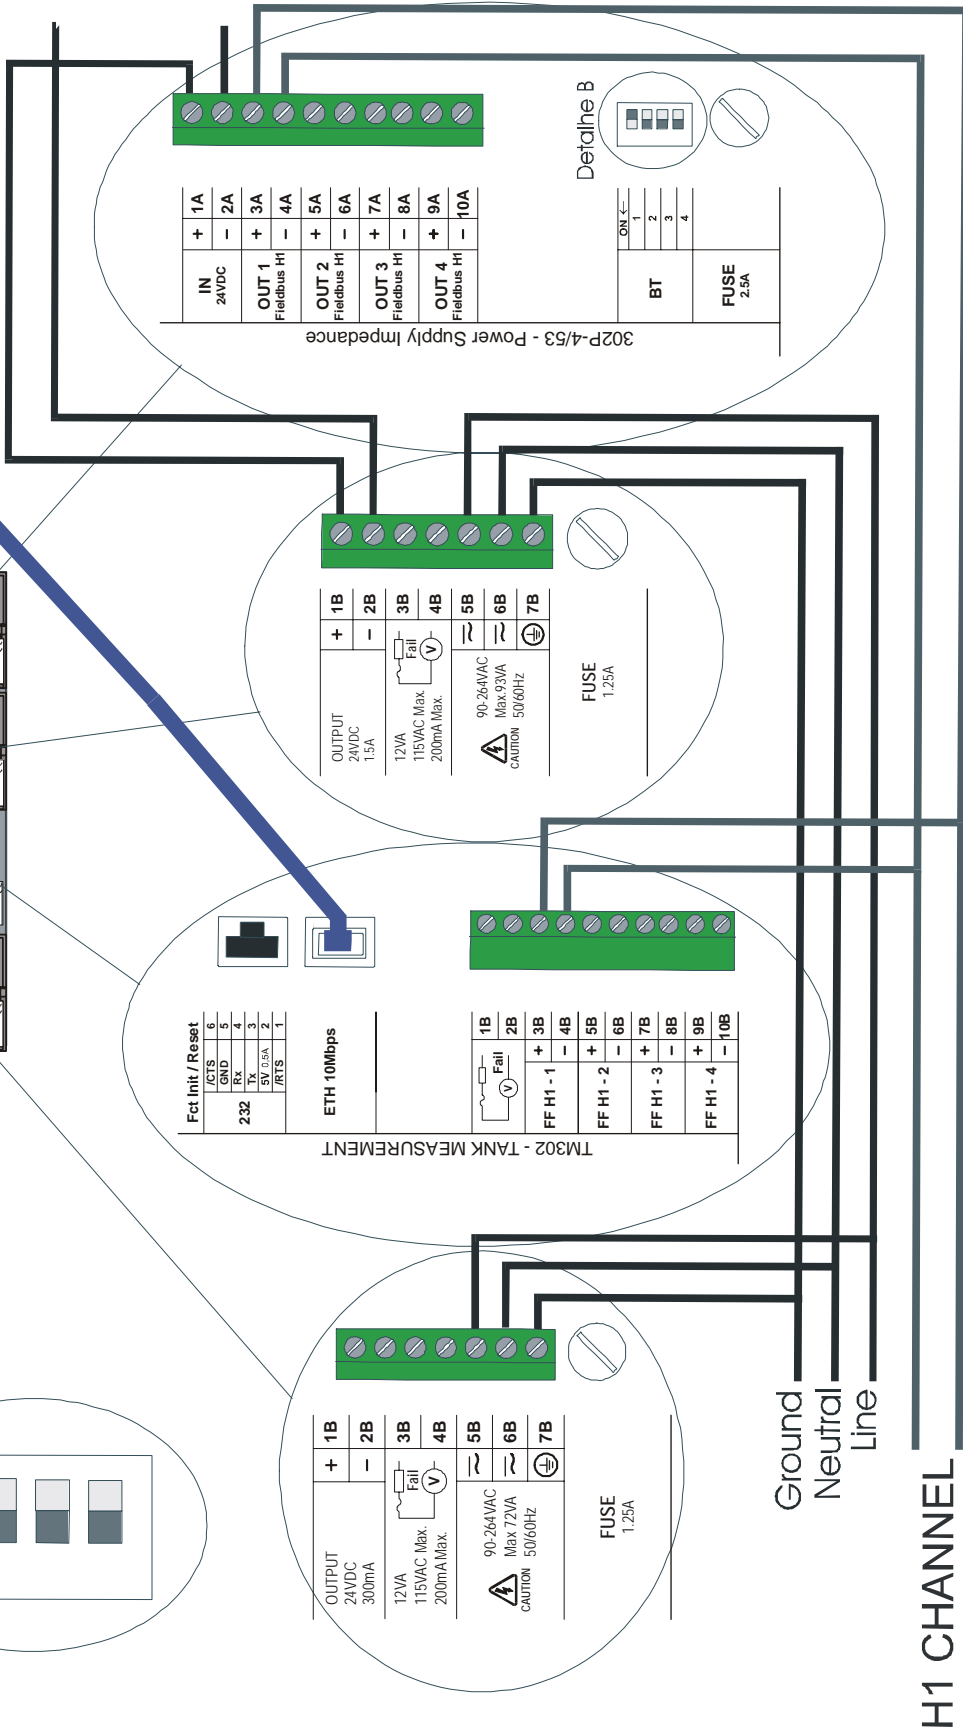 302P-4/53 - Power Supply Impedance
IN
24VDC
+ 1A
− 2A
OUT 1
Fieldbus H1
+ 3A
− 4A
OUT 2
Fieldbus H1
+ 5A
− 6A
OUT 3
Fieldbus H1
+ 7A
− 8A
OUT 4
Fieldbus H1
+ 9A
− 10A
Detalhe B
BT
ON ←
1
2
3
4
FUSE
2.5A
OUTPUT
24VDC
1.5A
+ 1B
− 2B
12VA
115VAC Max.
200mA Max.
Fail
V
3B
4B
CAUTION
90-264VAC
Max.93VA
50/60Hz
5B
6B
7B
FUSE
1.25A
TM302 - TANK MEASUREMENT
Fct Init / Reset
232
/CTS 6
GND 5
Rx 4
Tx 3
5V 0.5A 2
/RTS 1
ETH 10Mbps
Fail
V
1B
2B
FF H1 - 1
+ 3B
− 4B
FF H1 - 2
+ 5B
− 6B
FF H1 - 3
+ 7B
− 8B
FF H1 - 4
+ 9B
− 10B
OUTPUT
24VDC
300mA
+ 1B
− 2B
12VA
115VAC Max.
200mA Max.
Fail
V
3B
4B
CAUTION
90-264VAC
Max 72VA
50/60Hz
5B
6B
7B
FUSE
1.25A
Ground
Neutral
Line
H1 CHANNEL